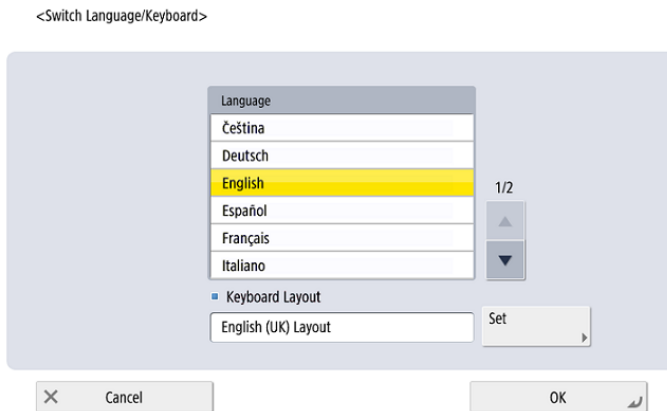 <Switch Language/Keyboard>
Language
Čeština
Deutsch
English
Español
Français
Italiano
1/2
Keyboard Layout
English (UK) Layout
Set
Cancel
OK